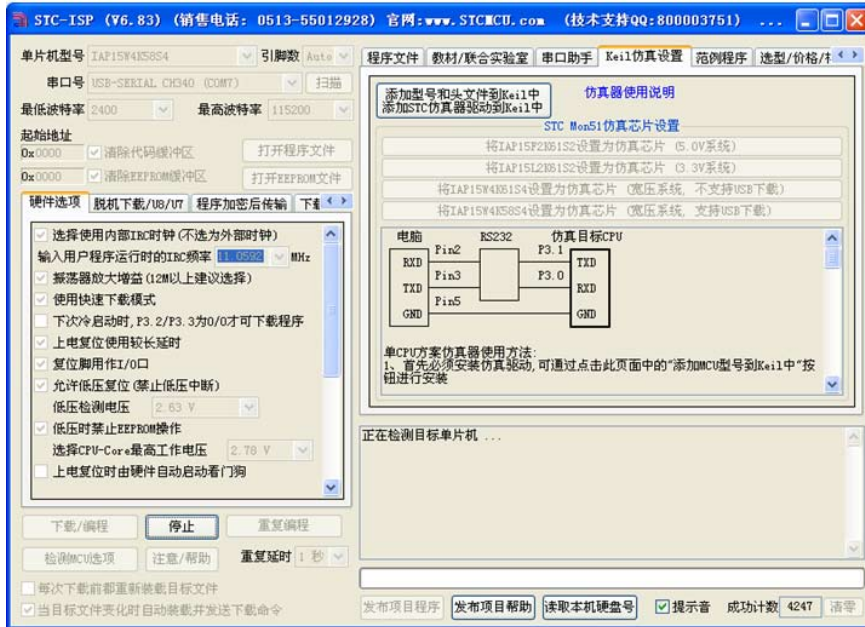 STC-ISP (V6.83) (销售电话: 0513-55012928) 官网:www.STCMCU.com (技术支持QQ:800003751) ...
单片机型号 IAP15W4K58S4 引脚数 Auto
串口号 USB-SERIAL CH340 (COM7) 扫描
最低波特率 2400 最高波特率 115200
起始地址
0x0000 清除代码缓冲区 打开程序文件
0x0000 清除EEPROM缓冲区 打开EEPROM文件
硬件选项 脱机下载/U8/U7 程序加密后传输
选择使用内部IRC时钟(不选为外部时钟)
输入用户程序运行时的IRC频率 11.0592 MHz
振荡器放大增益(12M以上建议选择)
使用快速下载模式
下次冷启动时,P3.2/P3.3为0/0才可下载程序
上电复位使用较长延时
复位脚用作I/O口
允许低压复位(禁止低压中断)
低压检测电压 2.63 V
低压时禁止EEPROM操作
选择CPU-Core最高工作电压 2.78 V
上电复位时由硬件自动启动看门狗
下载/编程 停止 重复编程
检测MCU选项 注意/帮助 重复延时 1 秒
每次下载前都重新装载目标文件
当目标文件变化时自动装载并发送下载命令
程序文件 教材/联合实验室 串口助手 Keil仿真设置 范例程序 选型/价格/
添加型号和头文件到Keil中
添加STC仿真器驱动到Keil中
仿真器使用说明
STC Mon51仿真芯片设置
将IAP15F2K61S2设置为仿真芯片 (5.0V系统)
将IAP15L2K61S2设置为仿真芯片 (3.3V系统)
将IAP15W4K61S4设置为仿真芯片 (宽压系统, 不支持USB下载)
将IAP15W4K58S4设置为仿真芯片 (宽压系统, 支持USB下载)
电脑 RS232 仿真目标CPU
Pin2 P3.1
RXD TXD
Pin3 P3.0
TXD RXD
Pin5
GND GND
单CPU方案仿真器使用方法:
1、首先必须安装仿真驱动,可通过点击此页面中的"添加MCU型号到Keil中"按
钮进行安装
正在检测目标单片机 ...
发布项目程序 发布项目帮助 读取本机硬盘号 提示音 成功计数 4247 清零